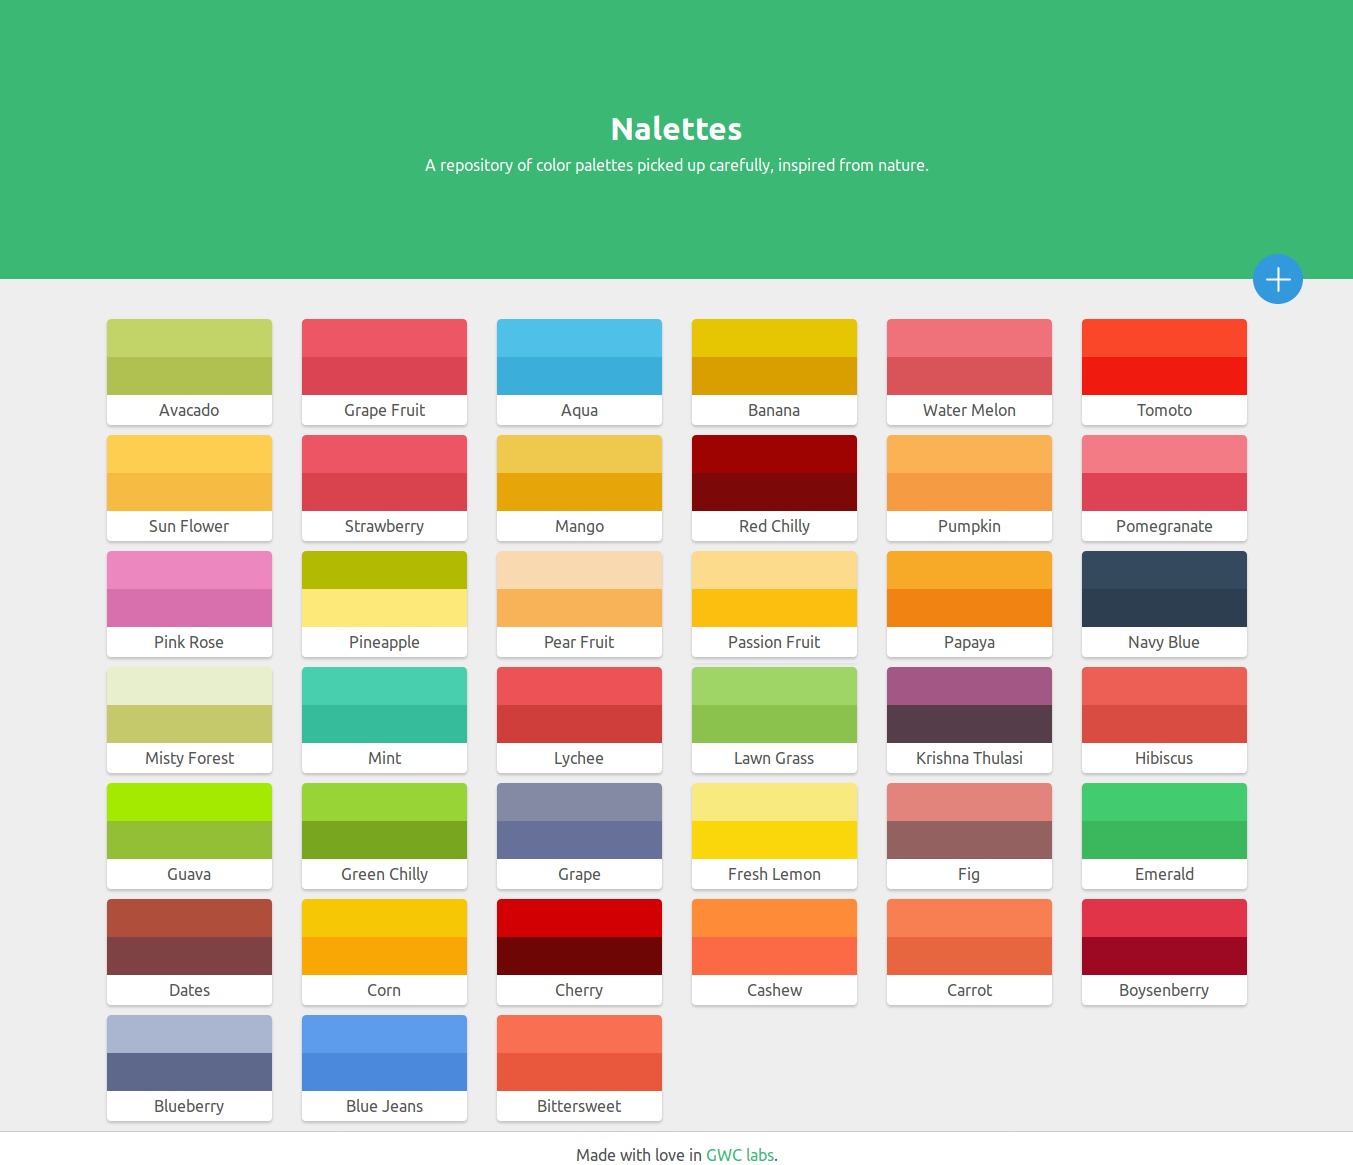 Nalettes
A repository of color palettes picked up carefully, inspired from nature.
Avacado
Grape Fruit
Aqua
Banana
Water Melon
Tomoto
Sun Flower
Strawberry
Mango
Red Chilly
Pumpkin
Pomegranate
Pink Rose
Pineapple
Pear Fruit
Passion Fruit
Papaya
Navy Blue
Misty Forest
Mint
Lychee
Lawn Grass
Krishna Thulasi
Hibiscus
Guava
Green Chilly
Grape
Fresh Lemon
Fig
Emerald
Dates
Corn
Cherry
Cashew
Carrot
Boysenberry
Blueberry
Blue Jeans
Bittersweet
Made with love in GWC labs.